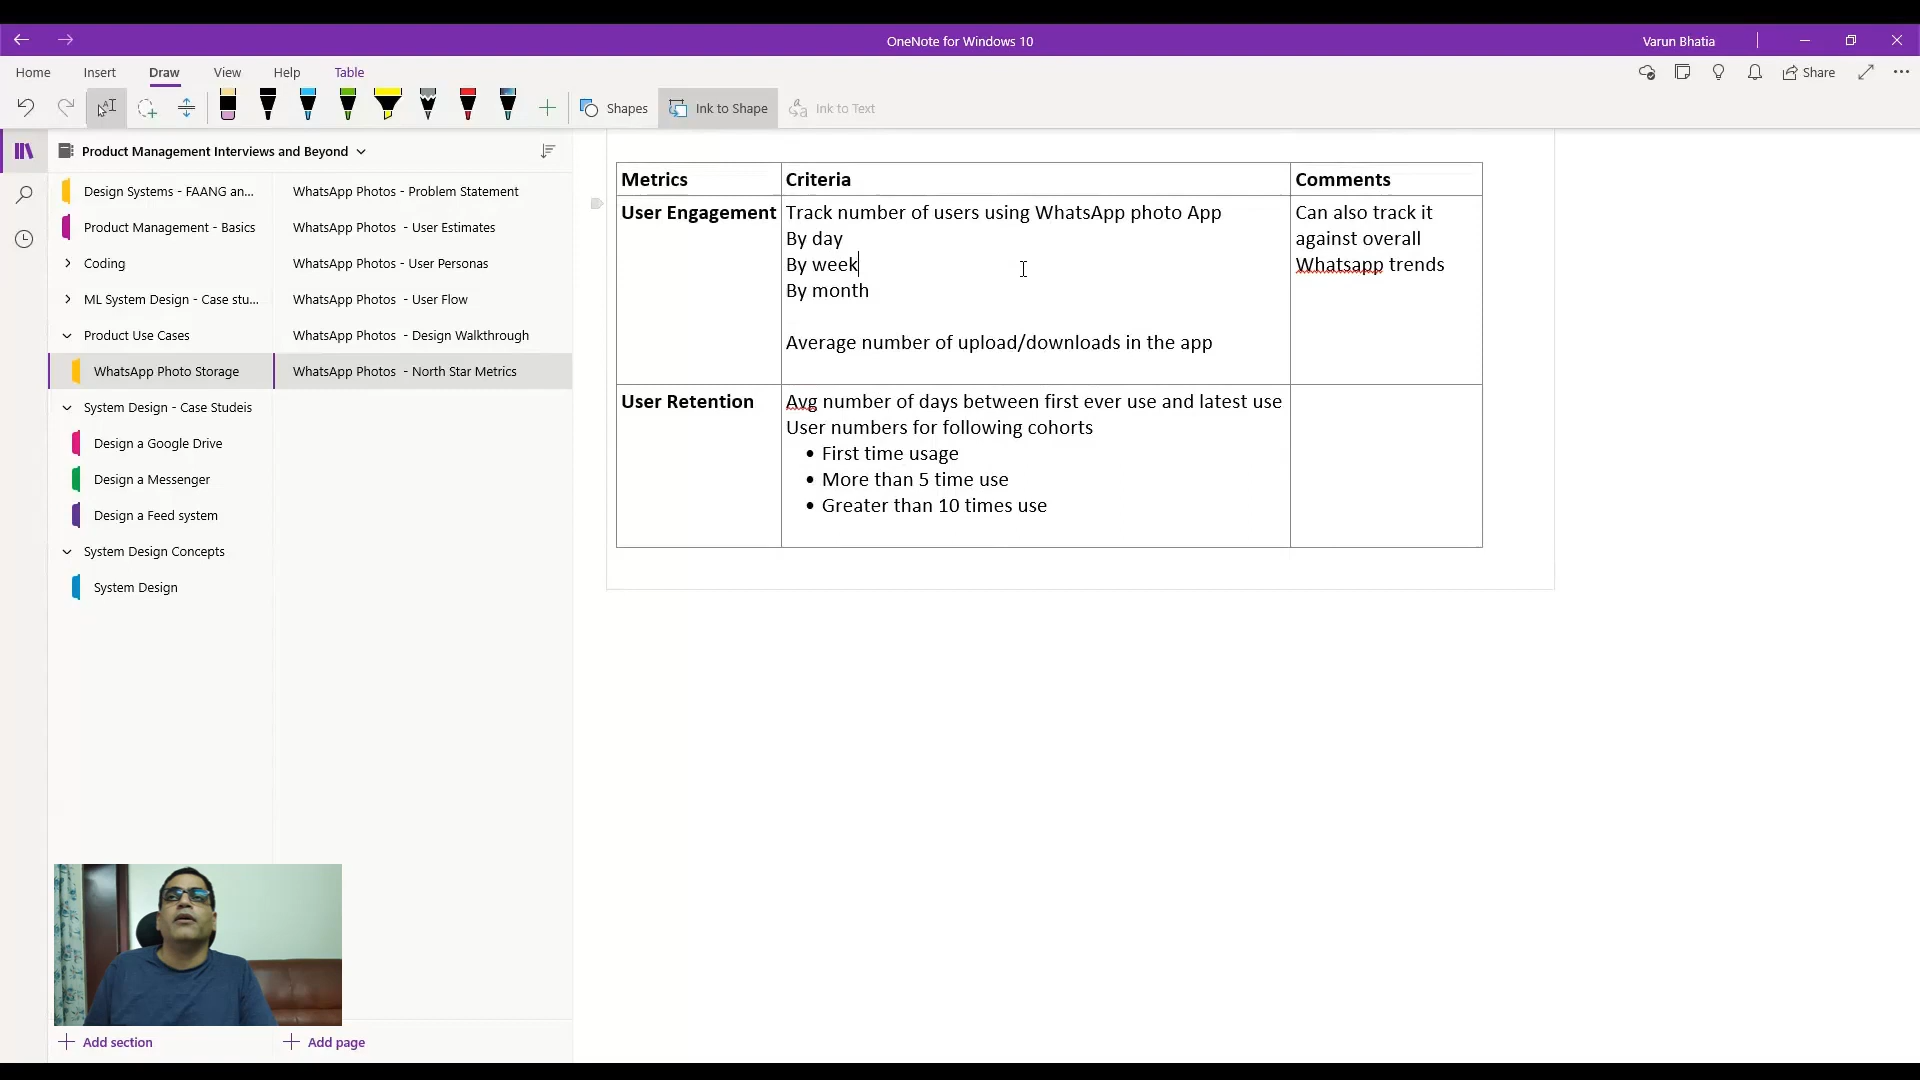 OneNote for Windows 10
Varun Bhatia
Home Insert Draw View Help Table
Share
Shapes Ink to Shape Ink to Text
Product Management Interviews and Beyond
Design Systems - FAANG an...
Product Management - Basics
Coding
ML System Design - Case stu...
Product Use Cases
WhatsApp Photo Storage
System Design - Case Studeis
Design a Google Drive
Design a Messenger
Design a Feed system
System Design Concepts
System Design
Add section
WhatsApp Photos - Problem Statement
WhatsApp Photos - User Estimates
WhatsApp Photos - User Personas
WhatsApp Photos - User Flow
WhatsApp Photos - Design Walkthrough
WhatsApp Photos - North Star Metrics
Add page
Metrics Criteria Comments
User Engagement
Track number of users using WhatsApp photo App
By day
By week
By month
Average number of upload/downloads in the app
Can also track it
against overall
Whatsapp trends
User Retention
Avg number of days between first ever use and latest use
User numbers for following cohorts
• First time usage
• More than 5 time use
• Greater than 10 times use